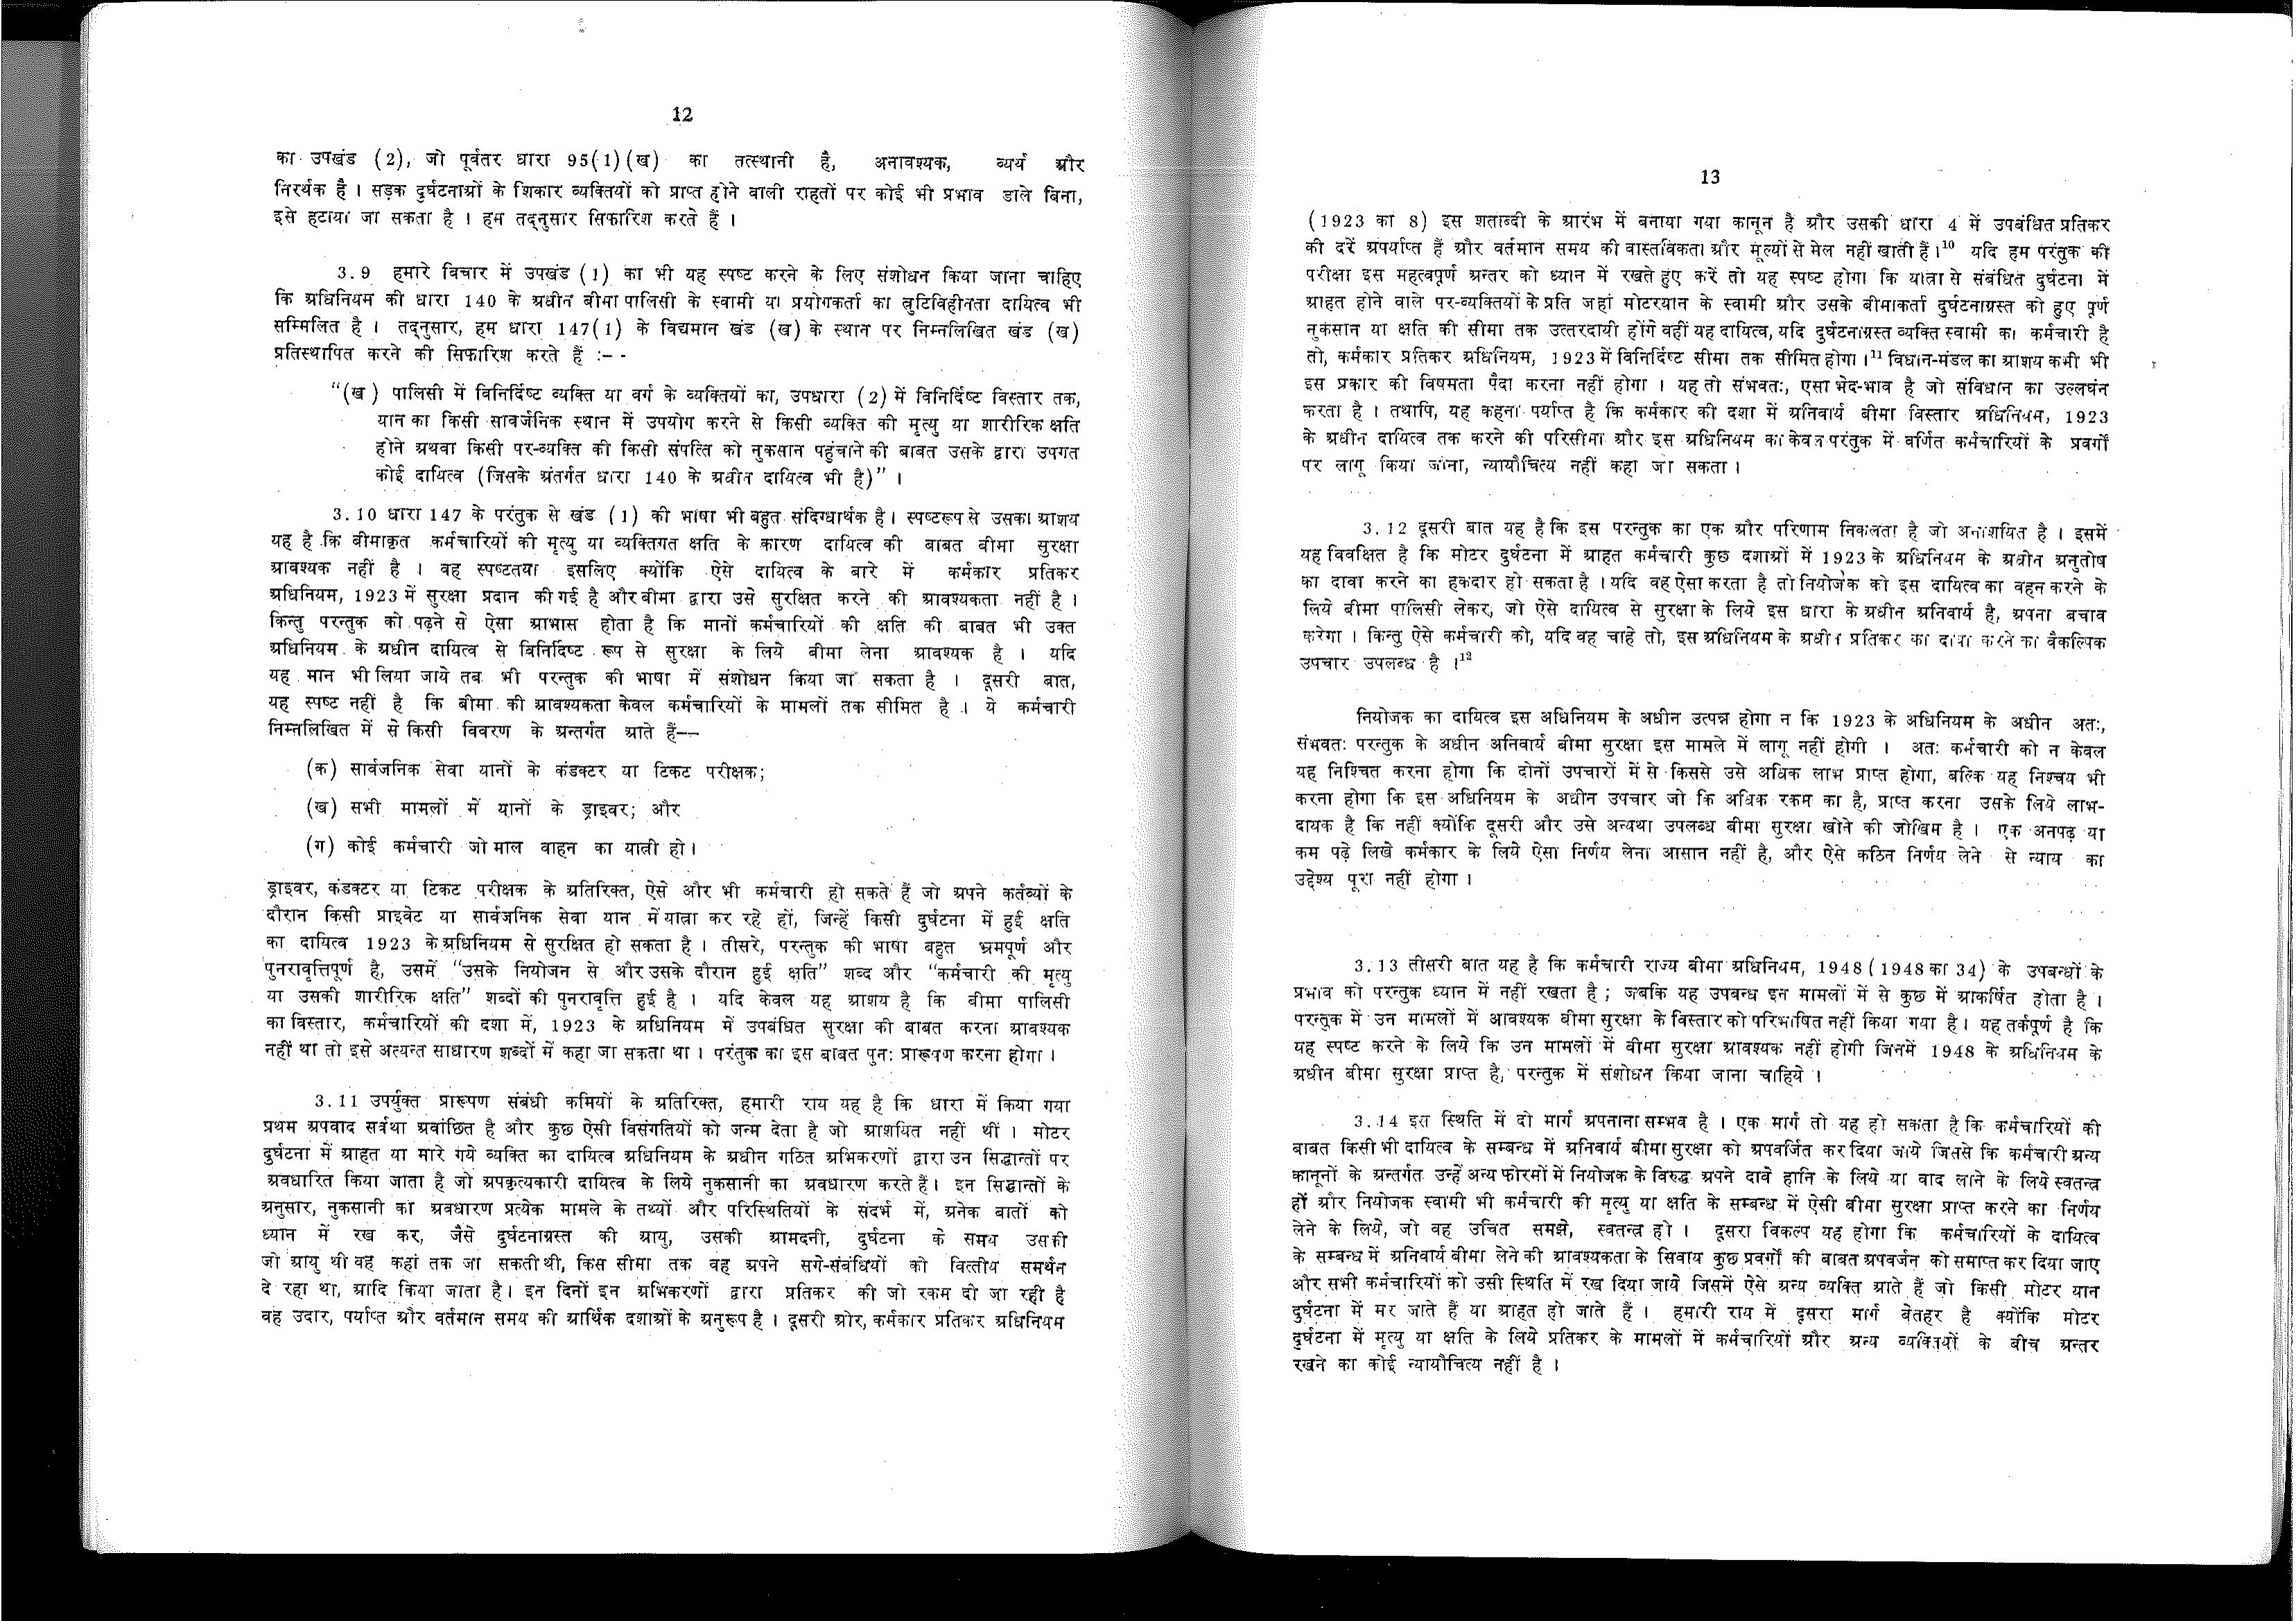 12
का उपखंड (2), जो पूर्वतर धारा 95(1)(ख) का तत्स्थानी है, अनावश्यक, व्यर्थ और
निरर्थक है । सड़क दुर्घटनाओं के शिकार व्यक्तियों को प्राप्त होने वाली राहतों पर कोई भी प्रभाव डाले बिना,
इसे हटाया जा सकता है । हम तद्नुसार सिफारिश करते हैं ।
3.9 हमारे विचार में उपखंड (1) का भी यह स्पष्ट करने के लिए संशोधन किया जाना चाहिए
कि अधिनियम की धारा 140 के अधीन बीमा पालिसी के स्वामी या प्रयोगकर्ता का त्रुटिविहीनता दायित्व भी
सम्मिलित है । तद्नुसार, हम धारा 147(1) के विद्यमान खंड (ख) के स्थान पर निम्नलिखित खंड (ख)
प्रतिस्थापित करने की सिफारिश करते हैं :--
“(ख) पालिसी में विनिर्दिष्ट व्यक्ति या वर्ग के व्यक्तियों का, उपधारा (2) में विनिर्दिष्ट विस्तार तक,
यान का किसी सार्वजनिक स्थान में उपयोग करने से किसी व्यक्ति की मृत्यु या शारीरिक क्षति
होने अथवा किसी पर-व्यक्ति की किसी संपत्ति को नुकसान पहुंचाने की बाबत उसके द्वारा उपगत
कोई दायित्व (जिसके अंतर्गत धारा 140 के अधीन दायित्व भी है)” ।
3.10 धारा 147 के परंतुक से खंड (1) की भाषा भी बहुत संदिग्धार्थक है । स्पष्टरूप से उसका आशय
यह है कि बीमाकृत कर्मचारियों की मृत्यु या व्यक्तिगत क्षति के कारण दायित्व की बाबत बीमा सुरक्षा
आवश्यक नहीं है । वह स्पष्टतया इसलिए क्योंकि ऐसे दायित्व के बारे में कर्मकार प्रतिकर
अधिनियम, 1923 में सुरक्षा प्रदान की गई है और बीमा द्वारा उसे सुरक्षित करने की आवश्यकता नहीं है ।
किन्तु परन्तुक को पढ़ने से ऐसा आभास होता है कि मानों कर्मचारियों की क्षति की बाबत भी उक्त
अधिनियम के अधीन दायित्व से विनिर्दिष्ट रूप से सुरक्षा के लिये बीमा लेना आवश्यक है । यदि
यह मान भी लिया जाये तब भी परन्तुक की भाषा में संशोधन किया जा सकता है । दूसरी बात,
यह स्पष्ट नहीं है कि बीमा की आवश्यकता केवल कर्मचारियों के मामलों तक सीमित है । ये कर्मचारी
निम्नलिखित में से किसी विवरण के अन्तर्गत आते हैं--
(क) सार्वजनिक सेवा यानों के कंडक्टर या टिकट परीक्षक;
(ख) सभी मामलों में यानों के ड्राइवर; और
(ग) कोई कर्मचारी जो माल वाहन का यात्री हो ।
ड्राइवर, कंडक्टर या टिकट परीक्षक के अतिरिक्त, ऐसे और भी कर्मचारी हो सकते हैं जो अपने कर्तव्यों के
दौरान किसी प्राइवेट या सार्वजनिक सेवा यान में यात्रा कर रहे हों, जिन्हें किसी दुर्घटना में हुई क्षति
का दायित्व 1923 के अधिनियम से सुरक्षित हो सकता है । तीसरे, परन्तुक की भाषा बहुत भ्रमपूर्ण और
पुनरावृत्तिपूर्ण है, उसमें “उसके नियोजन से और उसके दौरान हुई क्षति” शब्द और “कर्मचारी की मृत्यु
या उसकी शारीरिक क्षति” शब्दों की पुनरावृत्ति हुई है । यदि केवल यह आशय है कि बीमा पालिसी
का विस्तार, कर्मचारियों की दशा में, 1923 के अधिनियम में उपबंधित सुरक्षा की बाबत करना आवश्यक
नहीं था तो इसे अत्यन्त साधारण शब्दों में कहा जा सकता था । परंतुक का इस बाबत पुनः प्रारूपण करना होगा ।
3.11 उपर्युक्त प्रारूपण संबंधी कमियों के अतिरिक्त, हमारी राय यह है कि धारा में किया गया
प्रथम अपवाद सर्वथा अवांछित है और कुछ ऐसी विसंगतियों को जन्म देता है जो आशयित नहीं थीं । मोटर
दुर्घटना में आहत या मारे गये व्यक्ति का दायित्व अधिनियम के अधीन गठित अभिकरणों द्वारा उन सिद्धान्तों पर
अवधारित किया जाता है जो अपकृत्यकारी दायित्व के लिये नुकसानी का अवधारण करते हैं । इन सिद्धान्तों के
अनुसार, नुकसानी का अवधारण प्रत्येक मामले के तथ्यों और परिस्थितियों के संदर्भ में, अनेक बातों को
ध्यान में रख कर, जैसे दुर्घटनाग्रस्त की आयु, उसकी आमदनी, दुर्घटना के समय उसकी
जो आयु थी वह कहां तक जा सकती थी, किस सीमा तक वह अपने सगे-संबंधियों को वित्तीय समर्थन
दे रहा था, आदि किया जाता है । इन दिनों इन अभिकरणों द्वारा प्रतिकर की जो रकम दी जा रही है
वह उदार, पर्याप्त और वर्तमान समय की आर्थिक दशाओं के अनुरूप है । दूसरी ओर, कर्मकार प्रतिकर अधिनियम
13
(1923 का 8) इस शताब्दी के आरंभ में बनाया गया कानून है और उसकी धारा 4 में उपबंधित प्रतिकर
की दरें अपर्याप्त हैं और वर्तमान समय की वास्तविकता और मूल्यों से मेल नहीं खाती हैं ।¹⁰ यदि हम परंतुक की
परीक्षा इस महत्वपूर्ण अन्तर को ध्यान में रखते हुए करें तो यह स्पष्ट होगा कि यात्रा से संबंधित दुर्घटना में
आहत होने वाले पर-व्यक्तियों के प्रति जहां मोटरयान के स्वामी और उसके बीमाकर्ता दुर्घटनाग्रस्त को हुए पूर्ण
नुकसान या क्षति की सीमा तक उत्तरदायी होंगे वहीं यह दायित्व, यदि दुर्घटनाग्रस्त व्यक्ति स्वामी का कर्मचारी है
तो, कर्मकार प्रतिकर अधिनियम, 1923 में विनिर्दिष्ट सीमा तक सीमित होगा ।¹¹ विधान-मंडल का आशय कभी भी
इस प्रकार की विषमता पैदा करना नहीं होगा । यह तो संभवतः, एसा भेद-भाव है जो संविधान का उल्लघंन
करता है । तथापि, यह कहना पर्याप्त है कि कर्मकार की दशा में अनिवार्य बीमा विस्तार अधिनियम, 1923
के अधीन दायित्व तक करने की परिसीमा और इस अधिनियम का केवल परंतुक में वर्णित कर्मचारियों के प्रवर्गों
पर लागू किया जाना, न्यायौचित्य नहीं कहा जा सकता ।
3.12 दूसरी बात यह है कि इस परन्तुक का एक और परिणाम निकलता है जो अनाशयित है । इसमें
यह विवक्षित है कि मोटर दुर्घटना में आहत कर्मचारी कुछ दशाओं में 1923 के अधिनियम के अधीन अनुतोष
का दावा करने का हकदार हो सकता है । यदि वह ऐसा करता है तो नियोजक को इस दायित्व का वहन करने के
लिये बीमा पालिसी लेकर, जो ऐसे दायित्व से सुरक्षा के लिये इस धारा के अधीन अनिवार्य है, अपना बचाव
करेगा । किन्तु ऐसे कर्मचारी को, यदि वह चाहे तो, इस अधिनियम के अधीन प्रतिकर का दावा करने का वैकल्पिक
उपचार उपलब्ध है ।¹²
नियोजक का दायित्व इस अधिनियम के अधीन उत्पन्न होगा न कि 1923 के अधिनियम के अधीन अतः,
संभवतः परन्तुक के अधीन अनिवार्य बीमा सुरक्षा इस मामले में लागू नहीं होगी । अतः कर्मचारी को न केवल
यह निश्चित करना होगा कि दोनों उपचारों में से किससे उसे अधिक लाभ प्राप्त होगा, बल्कि यह निश्चय भी
करना होगा कि इस अधिनियम के अधीन उपचार जो कि अधिक रकम का है, प्राप्त करना उसके लिये लाभ-
दायक है कि नहीं क्योंकि दूसरी और उसे अन्यथा उपलब्ध बीमा सुरक्षा खोने की जोखिम है । एक अनपढ़ या
कम पढ़े लिखे कर्मकार के लिये ऐसा निर्णय लेना आसान नहीं है, और ऐसे कठिन निर्णय लेने से न्याय का
उद्देश्य पूरा नहीं होगा ।
3.13 तीसरी बात यह है कि कर्मचारी राज्य बीमा अधिनियम, 1948 (1948 का 34) के उपबन्धों के
प्रभाव को परन्तुक ध्यान में नहीं रखता है ; जबकि यह उपबन्ध इन मामलों में से कुछ में आकर्षित होता है ।
परन्तुक में उन मामलों में आवश्यक बीमा सुरक्षा के विस्तार को परिभाषित नहीं किया गया है । यह तर्कपूर्ण है कि
यह स्पष्ट करने के लिये कि उन मामलों में बीमा सुरक्षा आवश्यक नहीं होगी जिनमें 1948 के अधिनियम के
अधीन बीमा सुरक्षा प्राप्त है, परन्तुक में संशोधन किया जाना चाहिये ।
3.14 इस स्थिति में दो मार्ग अपनाना सम्भव है । एक मार्ग तो यह हो सकता है कि कर्मचारियों की
बाबत किसी भी दायित्व के सम्बन्ध में अनिवार्य बीमा सुरक्षा को अपवर्जित कर दिया जाये जिससे कि कर्मचारी अन्य
कानूनों के अन्तर्गत उन्हें अन्य फोरमों में नियोजक के विरुद्ध अपने दावे हानि के लिये या वाद लाने के लिये स्वतन्त्र
हों और नियोजक स्वामी भी कर्मचारी की मृत्यु या क्षति के सम्बन्ध में ऐसी बीमा सुरक्षा प्राप्त करने का निर्णय
लेने के लिये, जो वह उचित समझे, स्वतन्त्र हो । दूसरा विकल्प यह होगा कि कर्मचारियों के दायित्व
के सम्बन्ध में अनिवार्य बीमा लेने की आवश्यकता के सिवाय कुछ प्रवर्गों की बाबत अपवर्जन को समाप्त कर दिया जाए
और सभी कर्मचारियों को उसी स्थिति में रख दिया जाये जिसमें ऐसे अन्य व्यक्ति आते हैं जो किसी मोटर यान
दुर्घटना में मर जाते हैं या आहत हो जाते हैं । हमारी राय में दूसरा मार्ग बेतहर है क्योंकि मोटर
दुर्घटना में मृत्यु या क्षति के लिये प्रतिकर के मामलों में कर्मचारियों और अन्य व्यक्तियों के बीच अन्तर
रखने का कोई न्यायौचित्य नहीं है ।